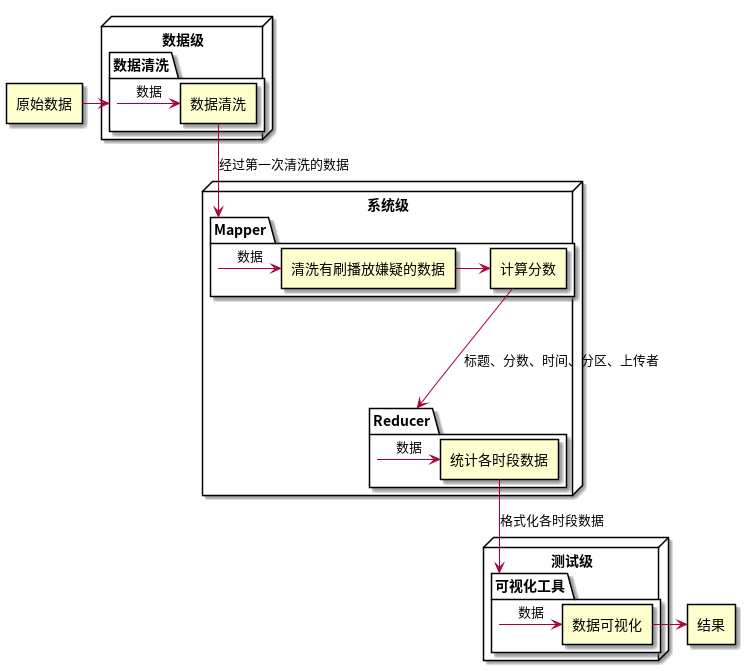 数据级
数据清洗
原始数据
数据
数据清洗
经过第一次清洗的数据
系统级
Mapper
数据
清洗有刷播放嫌疑的数据
计算分数
标题、分数、时间、分区、上传者
Reducer
数据
统计各时段数据
格式化各时段数据
测试级
可视化工具
数据
数据可视化
结果